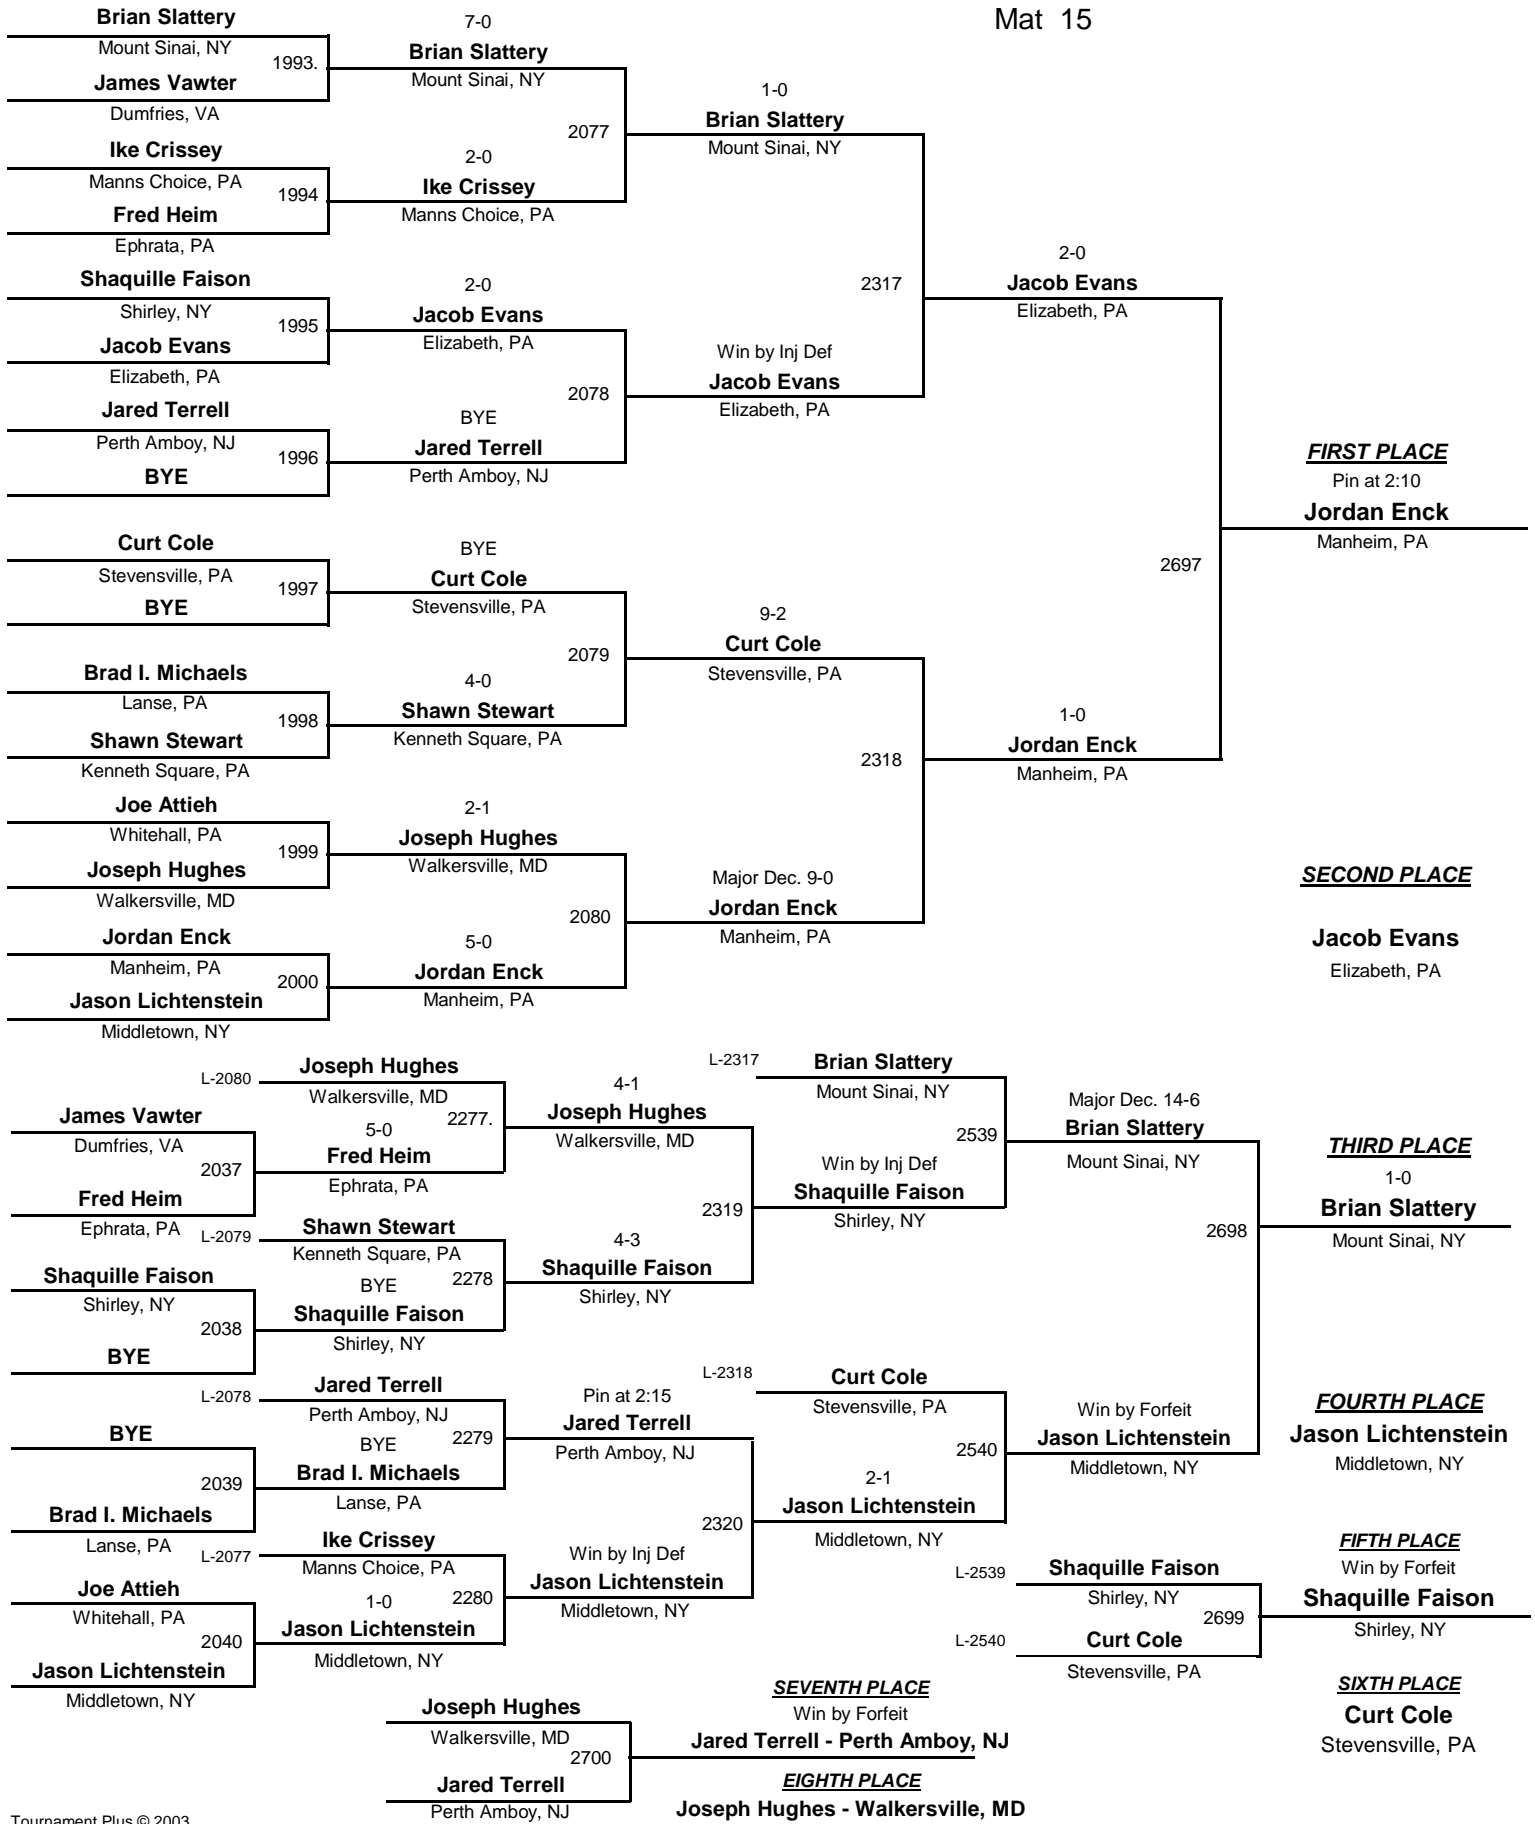 Mat 15
Brian Slattery
Mount Sinai, NY
1993.
James Vawter
Dumfries, VA
Ike Crissey
Manns Choice, PA
1994
Fred Heim
Ephrata, PA
Shaquille Faison
Shirley, NY
1995
Jacob Evans
Elizabeth, PA
Jared Terrell
Perth Amboy, NJ
1996
BYE
Curt Cole
Stevensville, PA
1997
BYE
Brad I. Michaels
Lanse, PA
1998
Shawn Stewart
Kenneth Square, PA
Joe Attieh
Whitehall, PA
1999
Joseph Hughes
Walkersville, MD
Jordan Enck
Manheim, PA
2000
Jason Lichtenstein
Middletown, NY
7-0
Brian Slattery
Mount Sinai, NY
2077
2-0
Ike Crissey
Manns Choice, PA
2-0
Jacob Evans
Elizabeth, PA
2078
BYE
Jared Terrell
Perth Amboy, NJ
BYE
Curt Cole
Stevensville, PA
2079
4-0
Shawn Stewart
Kenneth Square, PA
2-1
Joseph Hughes
Walkersville, MD
2080
5-0
Jordan Enck
Manheim, PA
1-0
Brian Slattery
Mount Sinai, NY
2317
Win by Inj Def
Jacob Evans
Elizabeth, PA
9-2
Curt Cole
Stevensville, PA
2318
Major Dec. 9-0
Jordan Enck
Manheim, PA
2-0
Jacob Evans
Elizabeth, PA
2697
1-0
Jordan Enck
Manheim, PA
FIRST PLACE
Pin at 2:10
Jordan Enck
Manheim, PA
SECOND PLACE
Jacob Evans
Elizabeth, PA
James Vawter
Dumfries, VA
2037
Fred Heim
Ephrata, PA
Shaquille Faison
Shirley, NY
2038
BYE
BYE
2039
Brad I. Michaels
Lanse, PA
Joe Attieh
Whitehall, PA
2040
Jason Lichtenstein
Middletown, NY
L-2080
Joseph Hughes
Walkersville, MD
2277.
5-0
Fred Heim
Ephrata, PA
L-2079
Shawn Stewart
Kenneth Square, PA
2278
BYE
Shaquille Faison
Shirley, NY
L-2078
Jared Terrell
Perth Amboy, NJ
2279
BYE
Brad I. Michaels
Lanse, PA
L-2077
Ike Crissey
Manns Choice, PA
2280
1-0
Jason Lichtenstein
Middletown, NY
4-1
Joseph Hughes
Walkersville, MD
2319
4-3
Shaquille Faison
Shirley, NY
Pin at 2:15
Jared Terrell
Perth Amboy, NJ
2320
Win by Inj Def
Jason Lichtenstein
Middletown, NY
L-2317
Brian Slattery
Mount Sinai, NY
2539
Win by Inj Def
Shaquille Faison
Shirley, NY
L-2318
Curt Cole
Stevensville, PA
2540
2-1
Jason Lichtenstein
Middletown, NY
Major Dec. 14-6
Brian Slattery
Mount Sinai, NY
2698
Win by Forfeit
Jason Lichtenstein
Middletown, NY
THIRD PLACE
1-0
Brian Slattery
Mount Sinai, NY
FOURTH PLACE
Jason Lichtenstein
Middletown, NY
L-2539
Shaquille Faison
Shirley, NY
2699
L-2540
Curt Cole
Stevensville, PA
FIFTH PLACE
Win by Forfeit
Shaquille Faison
Shirley, NY
SIXTH PLACE
Curt Cole
Stevensville, PA
Joseph Hughes
Walkersville, MD
2700
Jared Terrell
Perth Amboy, NJ
SEVENTH PLACE
Win by Forfeit
Jared Terrell - Perth Amboy, NJ
EIGHTH PLACE
Joseph Hughes - Walkersville, MD
Tournament Plus © 2003